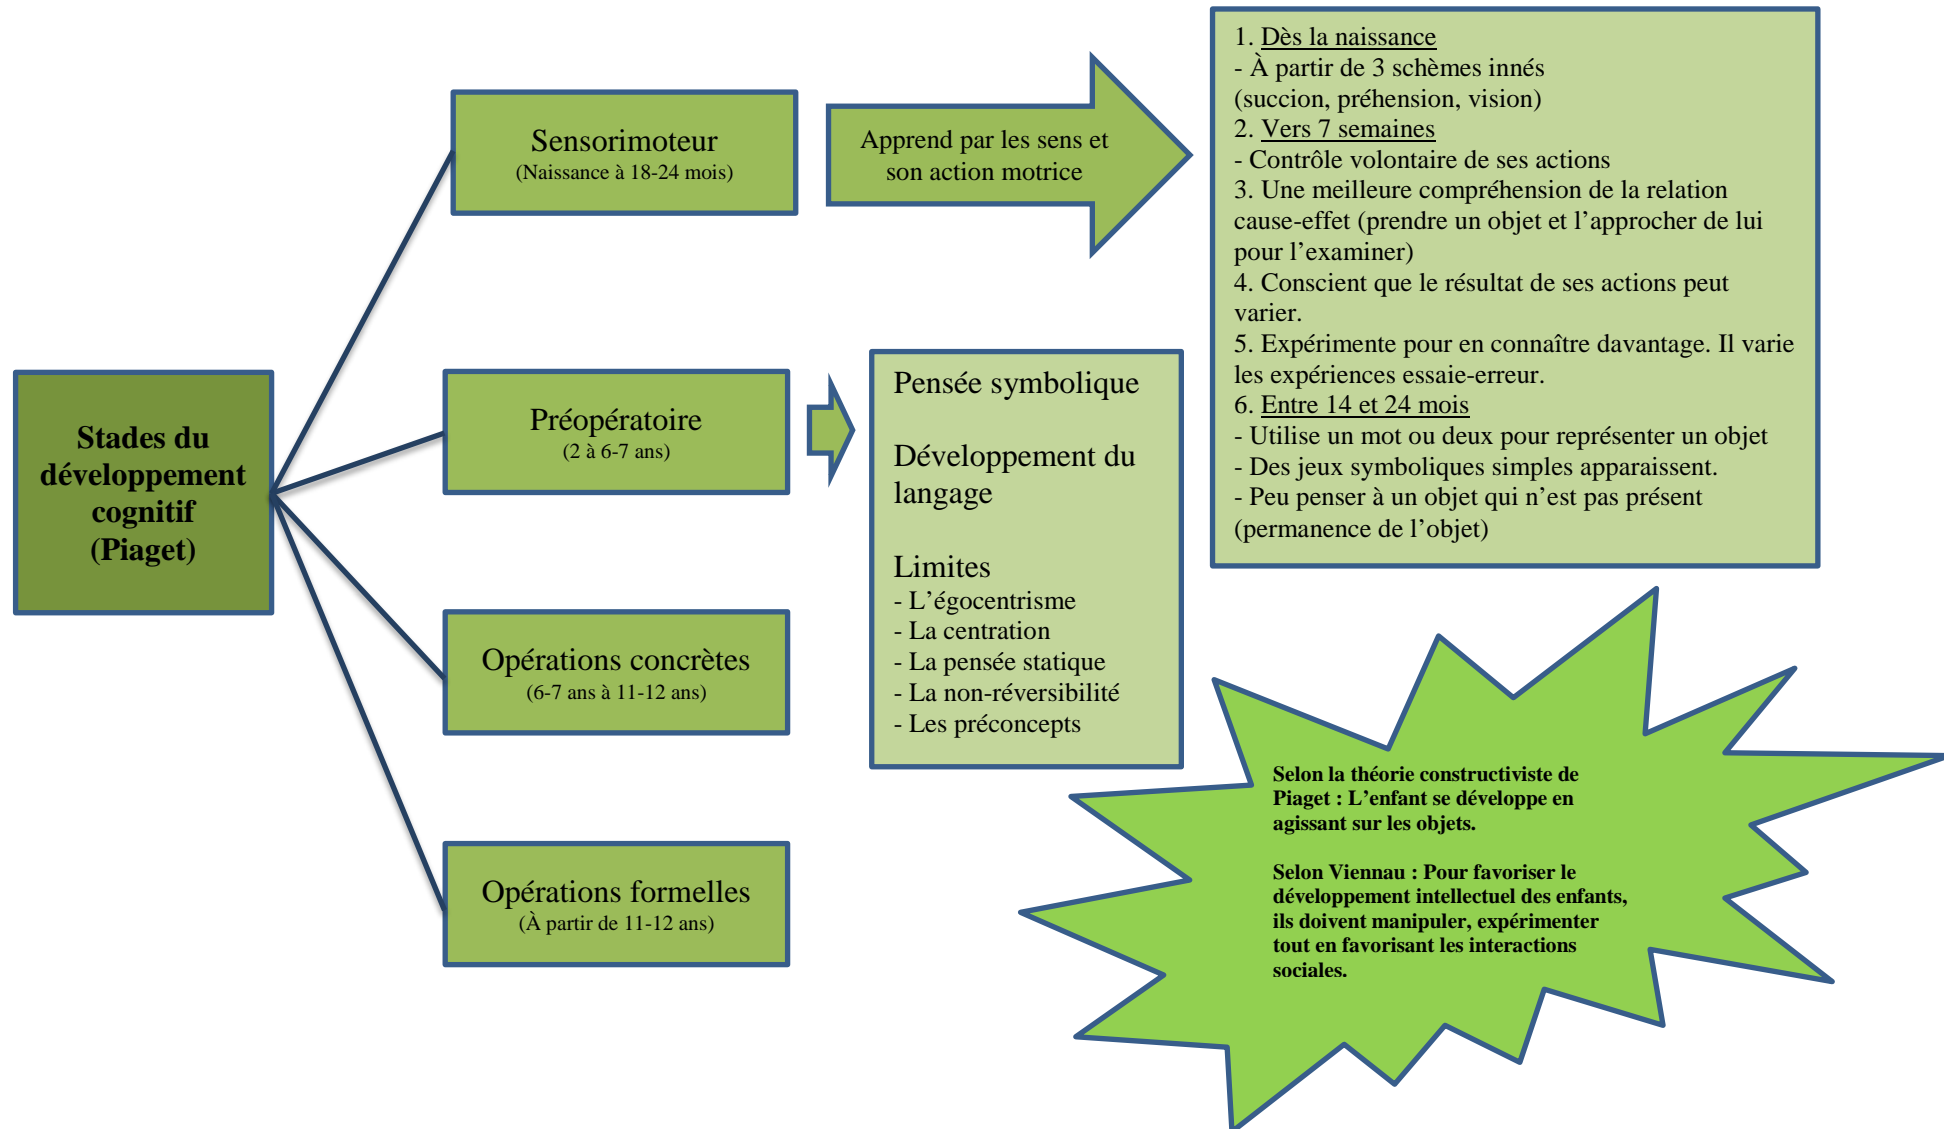 Stades du
développement
cognitif
(Piaget)
Sensorimoteur
(Naissance à 18-24 mois)
Apprend par les sens et
son action motrice
1. Dès la naissance
- À partir de 3 schèmes innés
(succion, préhension, vision)
2. Vers 7 semaines
- Contrôle volontaire de ses actions
3. Une meilleure compréhension de la relation
cause-effet (prendre un objet et l’approcher de lui
pour l’examiner)
4. Conscient que le résultat de ses actions peut
varier.
5. Expérimente pour en connaître davantage. Il varie
les expériences essaie-erreur.
6. Entre 14 et 24 mois
- Utilise un mot ou deux pour représenter un objet
- Des jeux symboliques simples apparaissent.
- Peu penser à un objet qui n’est pas présent
(permanence de l’objet)
Préopératoire
(2 à 6-7 ans)
Pensée symbolique
Développement du
langage
Limites
- L’égocentrisme
- La centration
- La pensée statique
- La non-réversibilité
- Les préconcepts
Opérations concrètes
(6-7 ans à 11-12 ans)
Opérations formelles
(À partir de 11-12 ans)
Selon la théorie constructiviste de
Piaget : L’enfant se développe en
agissant sur les objets.
Selon Viennau : Pour favoriser le
développement intellectuel des enfants,
ils doivent manipuler, expérimenter
tout en favorisant les interactions
sociales.